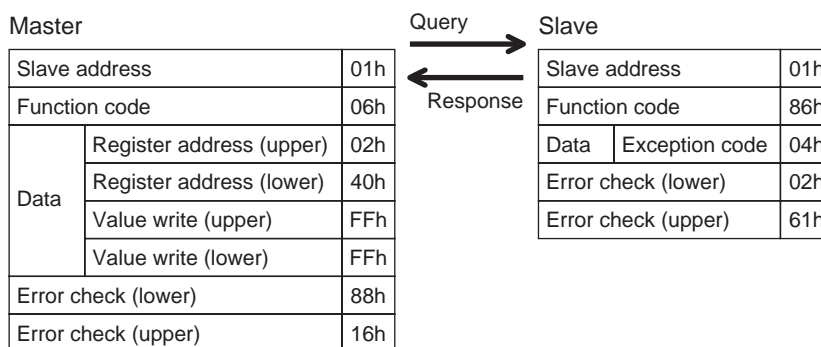 Master Query Slave
Slave address 01h Slave address 01h
Function code 06h Response Function code 86h
Data Register address (upper) 02h Data Exception code 04h
Register address (lower) 40h Error check (lower) 02h
Value write (upper) FFh Error check (upper) 61h
Value write (lower) FFh
Error check (lower) 88h
Error check (upper) 16h